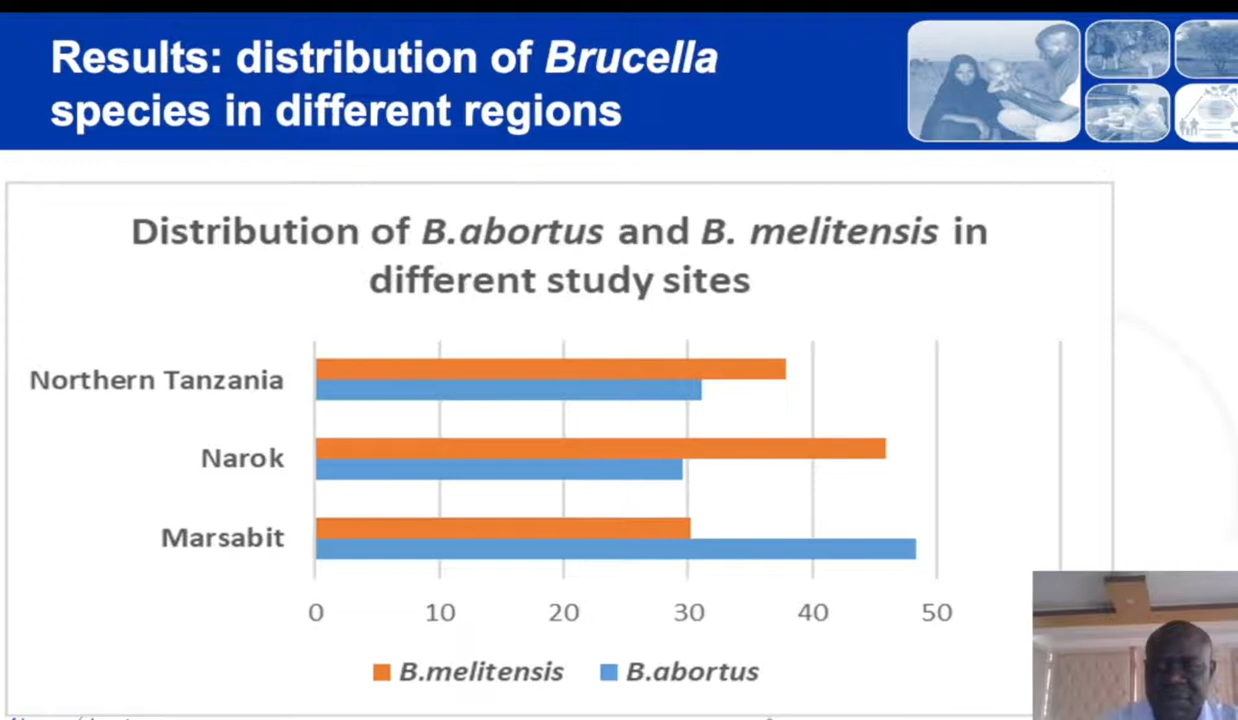 Results: distribution of Brucella
species in different regions
Distribution of B.abortus and B. melitensis in
different study sites
Northern Tanzania
Narok
Marsabit
0 10 20 30 40 50
B.melitensis B.abortus